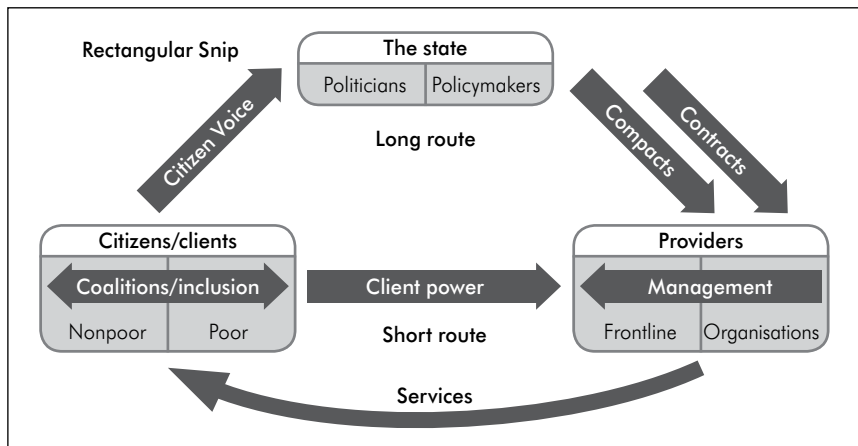 Rectangular Snip
The state
Politicians
Policymakers
Citizen Voice
Long route
Compacts
Contracts
Citizens/clients
Coalitions/inclusion
Nonpoor
Poor
Client power
Short route
Providers
Management
Frontline
Organisations
Services